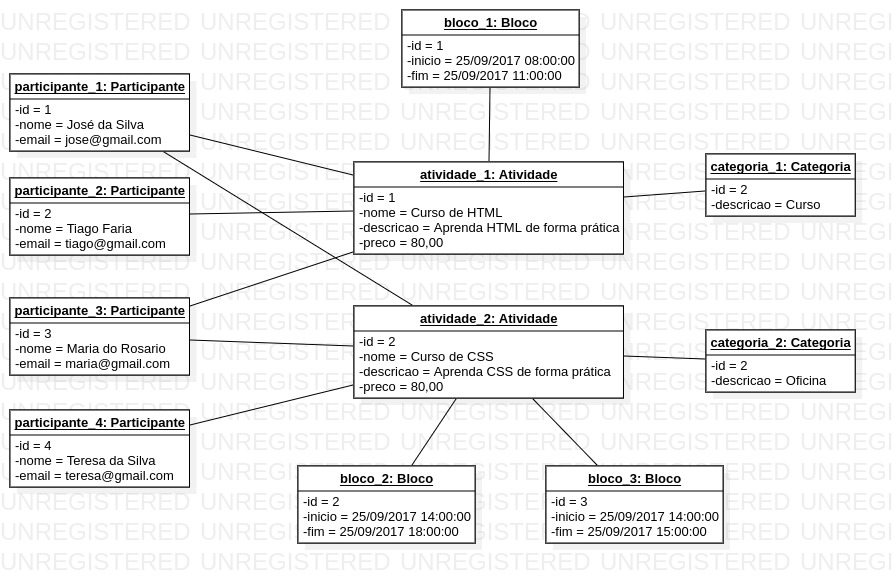 bloco_1: Bloco
-id = 1
-inicio = 25/09/2017 08:00:00
-fim = 25/09/2017 11:00:00
participante_1: Participante
-id = 1
-nome = José da Silva
-email = jose@gmail.com
participante_2: Participante
-id = 2
-nome = Tiago Faria
-email = tiago@gmail.com
atividade_1: Atividade
-id = 1
-nome = Curso de HTML
-descricao = Aprenda HTML de forma prática
-preco = 80,00
categoria_1: Categoria
-id = 2
-descricao = Curso
participante_3: Participante
-id = 3
-nome = Maria do Rosario
-email = maria@gmail.com
atividade_2: Atividade
-id = 2
-nome = Curso de CSS
-descricao = Aprenda CSS de forma prática
-preco = 80,00
categoria_2: Categoria
-id = 2
-descricao = Oficina
participante_4: Participante
-id = 4
-nome = Teresa da Silva
-email = teresa@gmail.com
bloco_2: Bloco
-id = 2
-inicio = 25/09/2017 14:00:00
-fim = 25/09/2017 18:00:00
bloco_3: Bloco
-id = 3
-inicio = 25/09/2017 14:00:00
-fim = 25/09/2017 15:00:00
UNREGISTERED